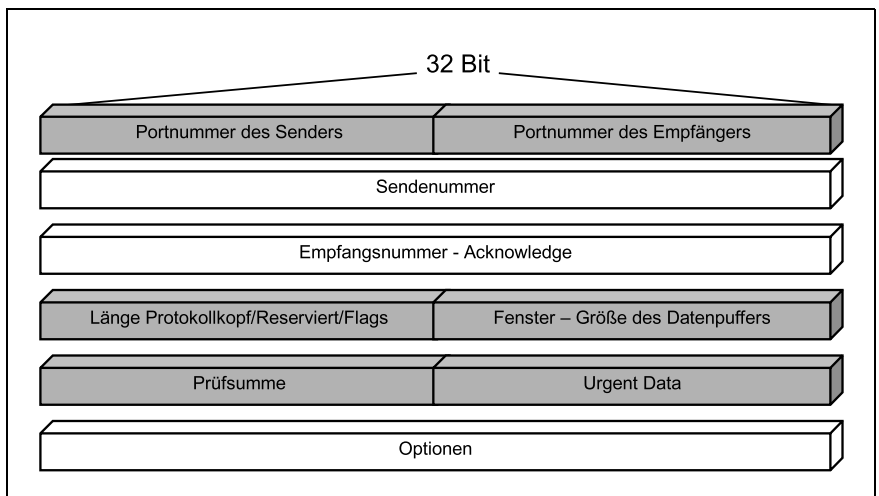 32 Bit
Portnummer des Senders
Portnummer des Empfängers
Sendenummer
Empfangsnummer - Acknowledge
Länge Protokollkopf/Reserviert/Flags
Fenster – Größe des Datenpuffers
Prüfsumme
Urgent Data
Optionen